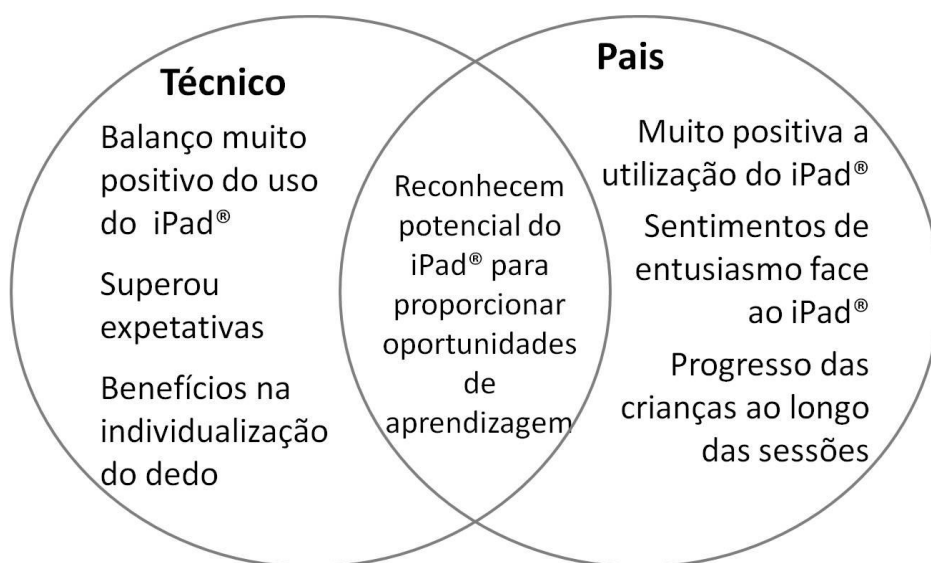 Técnico
Balanço muito
positivo do uso
do iPad®
Superou
expetativas
Benefícios na
individualização
do dedo
Reconhecem
potencial do
iPad® para
proporcionar
oportunidades
de
aprendizagem
Pais
Muito positiva a
utilização do iPad®
Sentimentos de
entusiasmo face
ao iPad®
Progresso das
crianças ao longo
das sessões